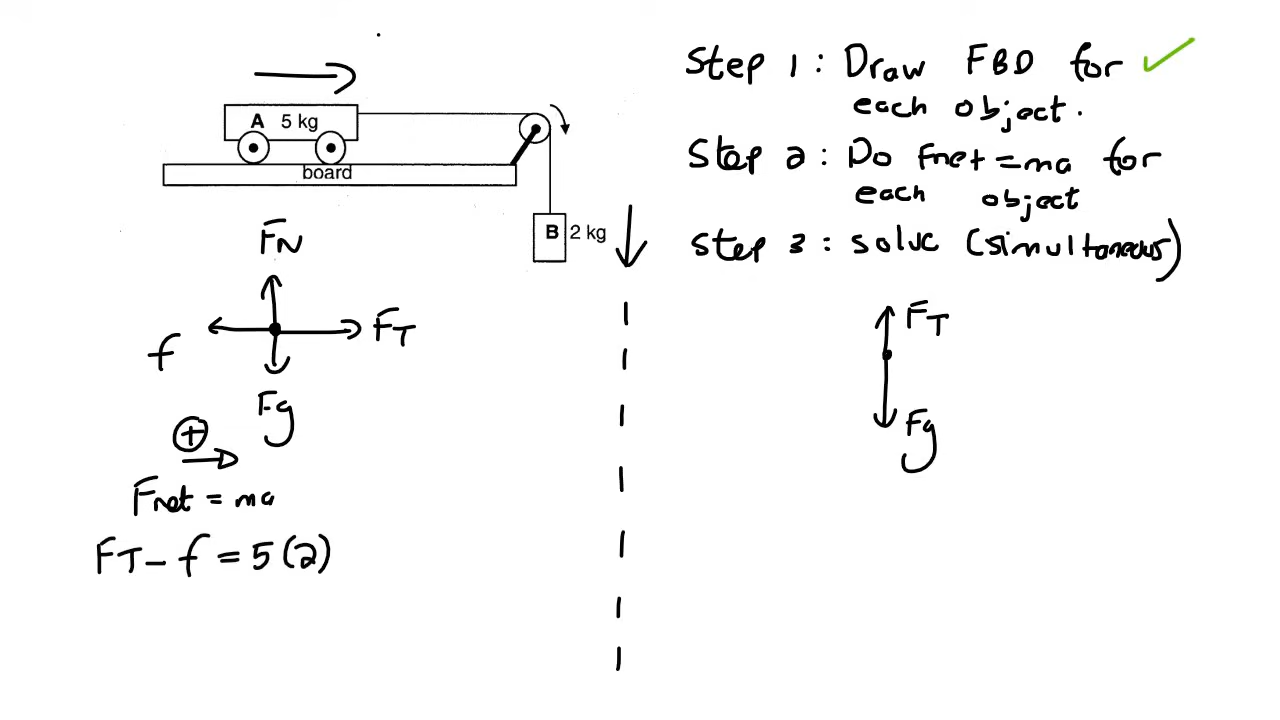 Step 1 : Draw FBD for ✓
each object.
Step 2 : Do Fnet = ma for
each object
Step 3 : solve (simultaneous)
A 5 kg
board
B 2 kg
FN
f
FT
Fg
+
Fnet = ma
FT - f = 5(2)
FT
Fg